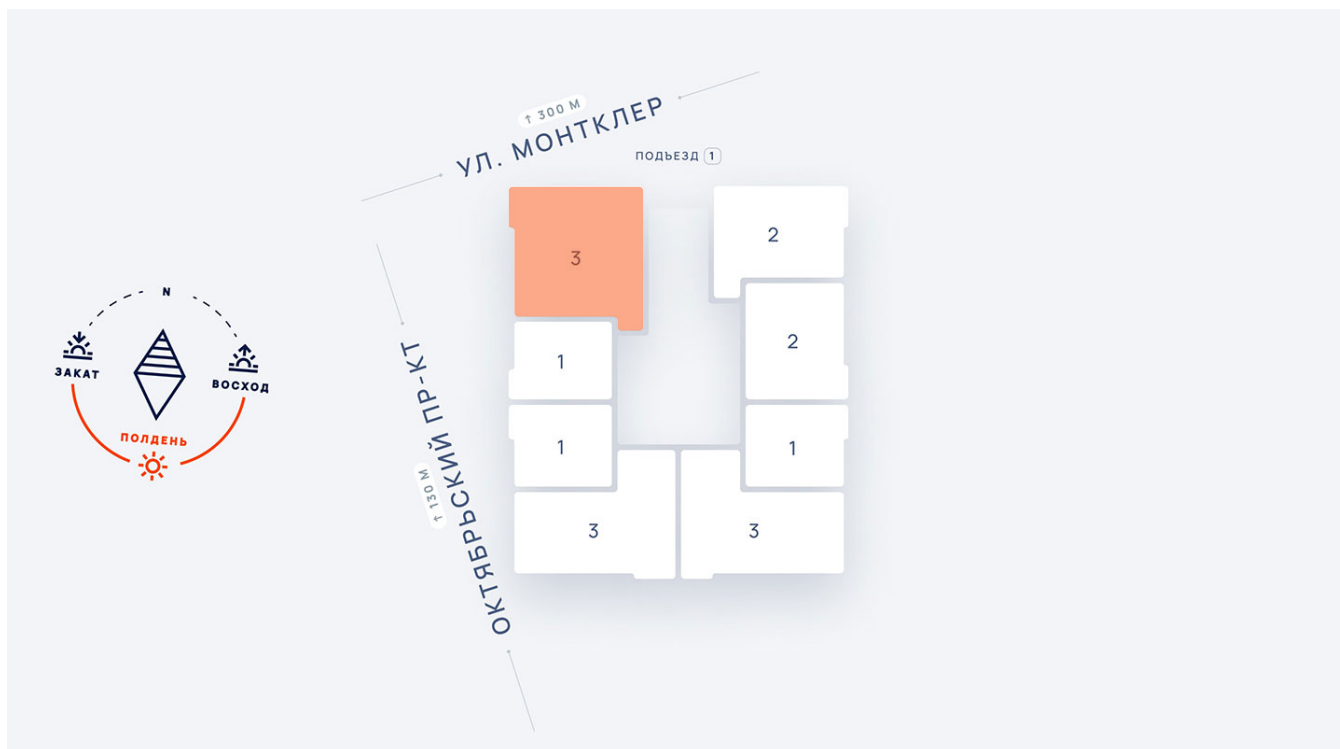 ↑ 300 М
УЛ. МОНТКЛЕР
ПОДЪЕЗД 1
N
ЗАКАТ
ВОСХОД
ПОЛДЕНЬ
ОКТЯБРЬСКИЙ ПР-КТ
↑ 130 М
3
2
1
2
1
1
3
3